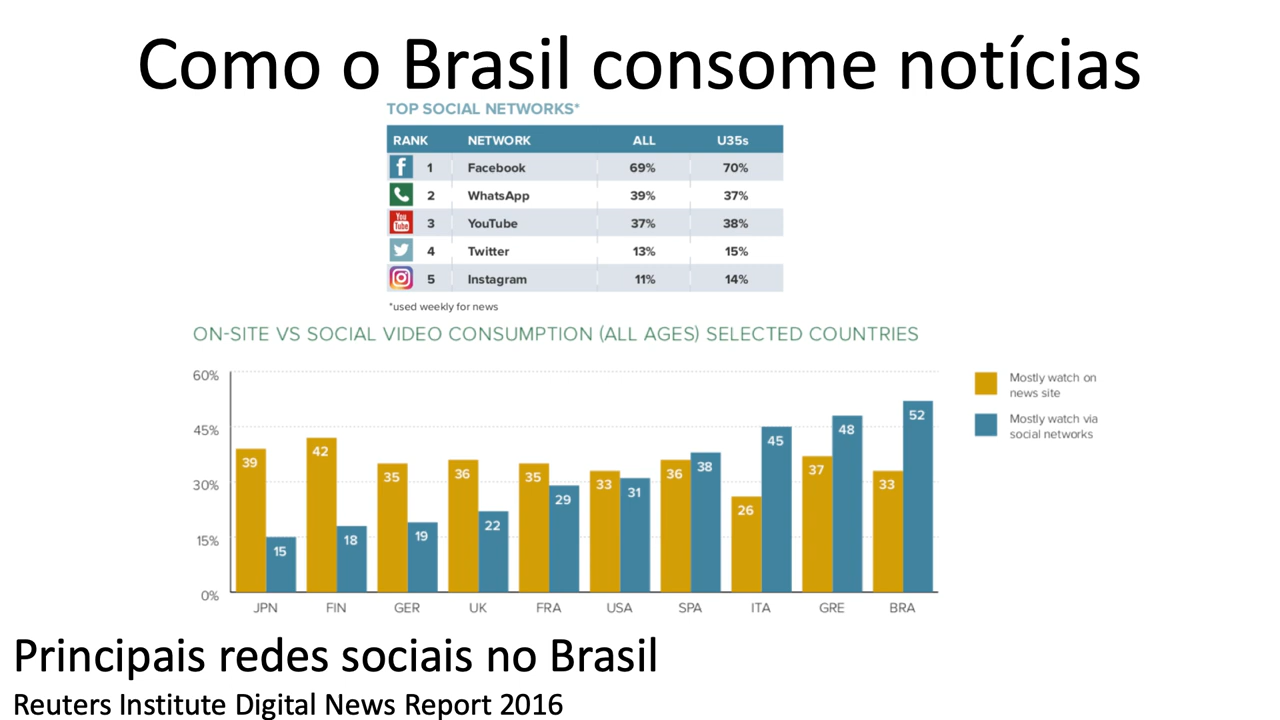 Como o Brasil consome notícias
TOP SOCIAL NETWORKS*
RANK NETWORK ALL U35s
f 1 Facebook 69% 70%
2 WhatsApp 39% 37%
You Tube 3 YouTube 37% 38%
4 Twitter 13% 15%
5 Instagram 11% 14%
*used weekly for news
ON-SITE VS SOCIAL VIDEO CONSUMPTION (ALL AGES) SELECTED COUNTRIES
60%
45%
30%
15%
0%
39 15 42 18 35 19 36 22 35 29 33 31 36 38 26 45 37 48 33 52
JPN FIN GER UK FRA USA SPA ITA GRE BRA
Mostly watch on
news site
Mostly watch via
social networks
Principais redes sociais no Brasil
Reuters Institute Digital News Report 2016